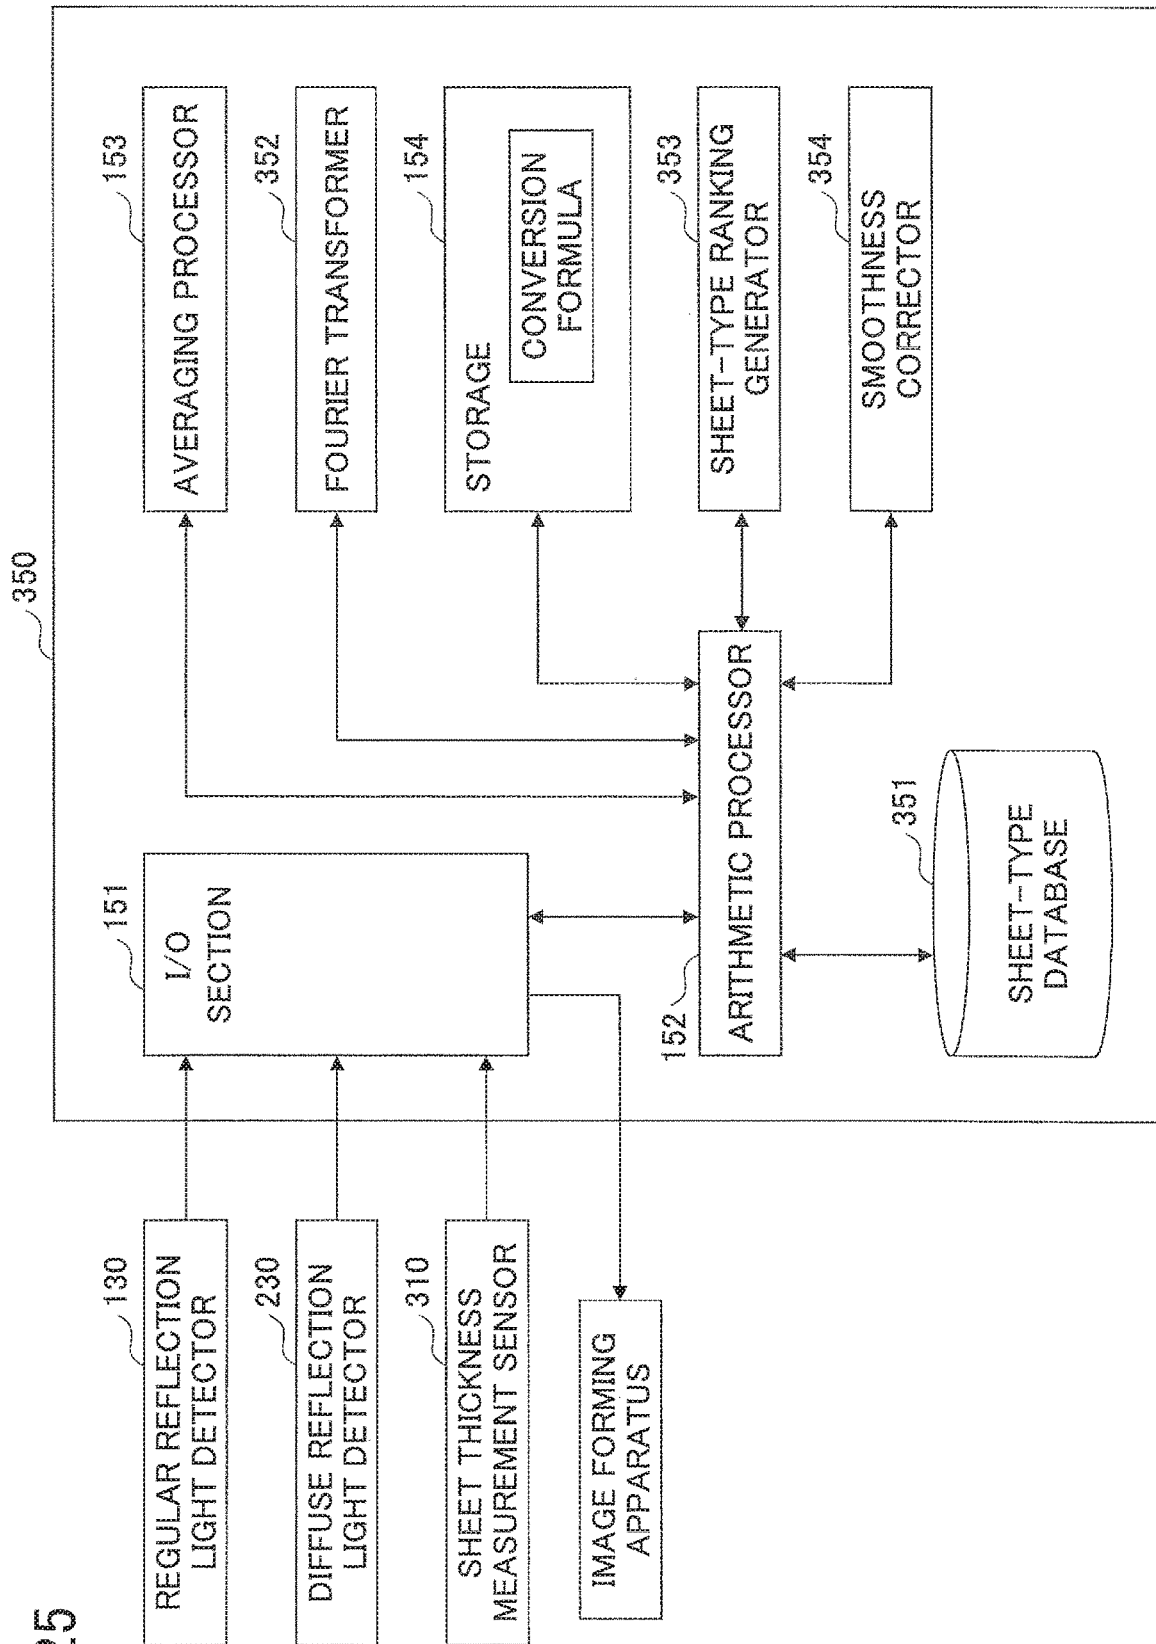 25
350
REGULAR REFLECTION
LIGHT DETECTOR
130
DIFFUSE REFLECTION
LIGHT DETECTOR
230
SHEET THICKNESS
MEASUREMENT SENSOR
310
IMAGE FORMING
APPARATUS
151
I/O
SECTION
152
ARITHMETIC PROCESSOR
351
SHEET-TYPE
DATABASE
153
AVERAGING PROCESSOR
352
FOURIER TRANSFORMER
154
STORAGE
CONVERSION
FORMULA
353
SHEET-TYPE RANKING
GENERATOR
354
SMOOTHNESS
CORRECTOR